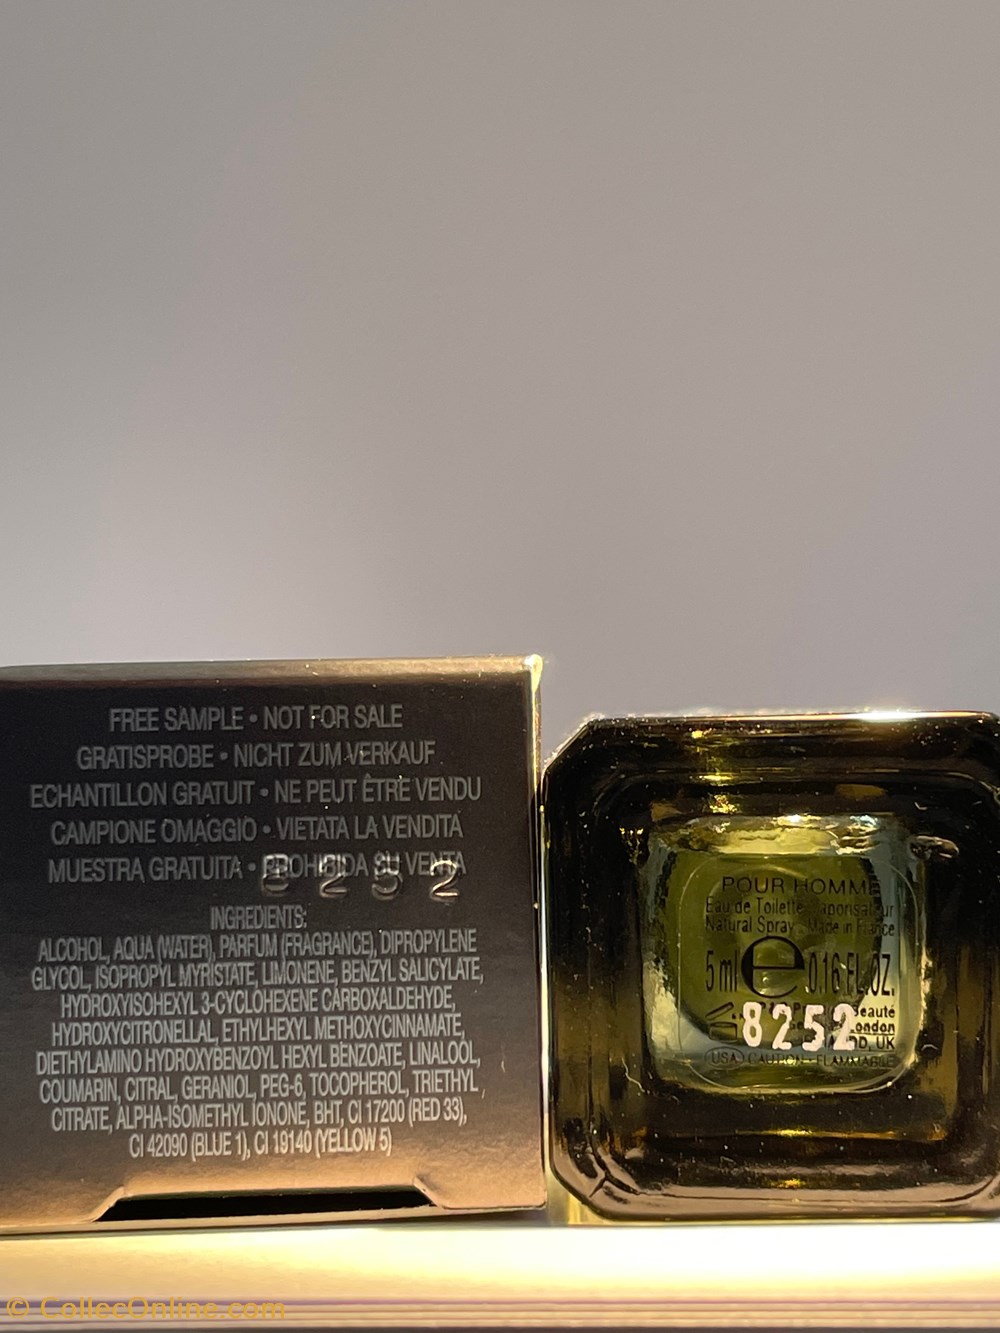 FREE SAMPLE • NOT FOR SALE
GRATISPROBE • NICHT ZUM VERKAUF
ECHANTILLON GRATUIT • NE PEUT ÊTRE VENDU
CAMPIONE OMAGGIO • VIETATA LA VENDITA
MUESTRA GRATUITA • PROHIBIDA SU VENTA
8252
INGREDIENTS:
ALCOHOL, AQUA (WATER), PARFUM (FRAGRANCE), DIPROPYLENE
GLYCOL, ISOPROPYL MYRISTATE, LIMONENE, BENZYL SALICYLATE,
HYDROXYISOHEXYL 3-CYCLOHEXENE CARBOXALDEHYDE,
HYDROXYCITRONELLAL, ETHYLHEXYL METHOXYCINNAMATE,
DIETHYLAMINO HYDROXYBENZOYL HEXYL BENZOATE, LINALOOL,
COUMARIN, CITRAL, GERANIOL, PEG-6, TOCOPHEROL, TRIETHYL
CITRATE, ALPHA-ISOMETHYL IONONE, BHT, CI 17200 (RED 33),
CI 42090 (BLUE 1), CI 19140 (YELLOW 5)
POUR HOMME
Eau de Toilette Vaporisateur
Natural Spray - Made in France
5 ml e 0.16 FL.OZ.
Beauté
8252 London
UK
USA CAUTION - FLAMMABLE
© CollecOnline.com